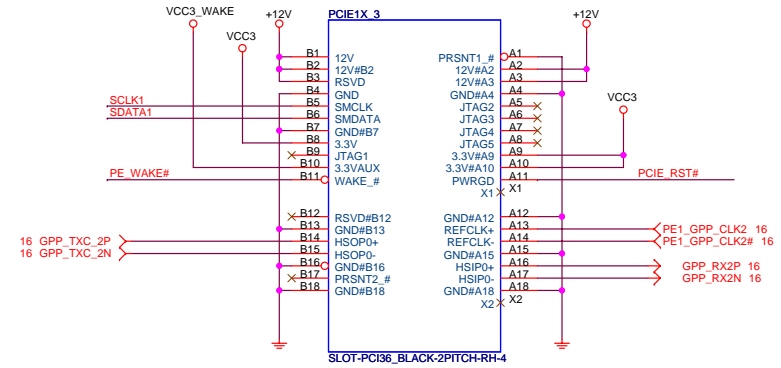 VCC3_WAKE +12V PCIE1X_3 +12V
VCC3
B1 12V PRSNT1_# A1
B2 12V#B2 12V#A2 A2
B3 RSVD 12V#A3 A3
B4 GND GND#A4 A4
VCC3
SCLK1 B5 SMCLK JTAG2 A5
SDATA1 B6 SMDATA JTAG3 A6
B7 GND#B7 JTAG4 A7
B8 3.3V JTAG5 A8
B9 JTAG1 3.3V#A9 A9
B10 3.3VAUX 3.3V#A10 A10
PE_WAKE# B11 WAKE_# PWRGD A11 PCIE_RST#
X1 X1
B12 RSVD#B12 GND#A12 A12
B13 GND#B13 REFCLK+ A13 PE1_GPP_CLK2 16
16 GPP_TXC_2P B14 HSOP0+ REFCLK- A14 PE1_GPP_CLK2# 16
16 GPP_TXC_2N B15 HSOP0- GND#A15 A15
B16 GND#B16 HSIP0+ A16 GPP_RX2P 16
B17 PRSNT2_# HSIP0- A17 GPP_RX2N 16
B18 GND#B18 GND#A18 A18
X2 X2
SLOT-PCI36_BLACK-2PITCH-RH-4